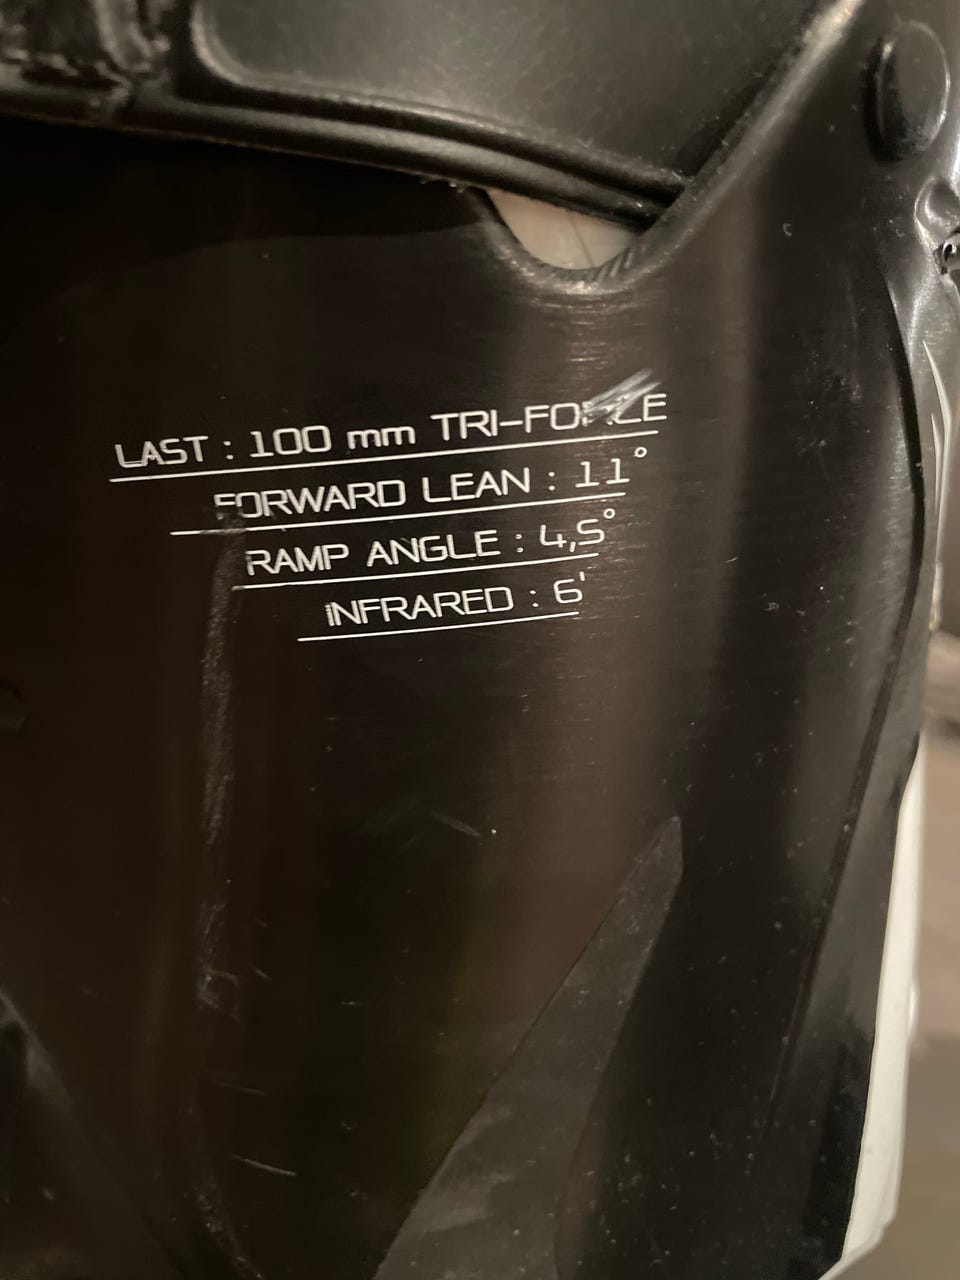 LAST : 100 mm TRI-FORCE
FORWARD LEAN : 11°
RAMP ANGLE : 4,5°
INFRARED : 6'